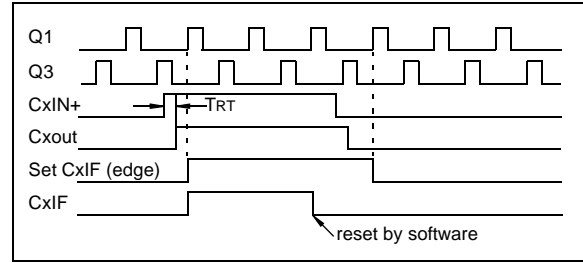 Q1
Q3
CxIN+
TRT
Cxout
Set CxIF (edge)
CxIF
reset by software